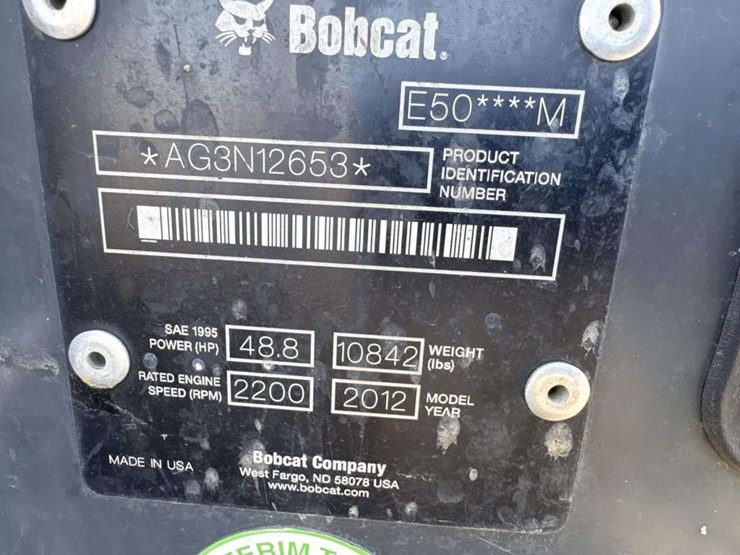 Bobcat®
E50****M
*AG3N12653*
PRODUCT
IDENTIFICATION
NUMBER
SAE 1995
POWER (HP) 48.8
10842 WEIGHT
(lbs)
RATED ENGINE
SPEED (RPM) 2200
2012 MODEL
YEAR
MADE IN USA
Bobcat Company
West Fargo, ND 58078 USA
www.bobcat.com